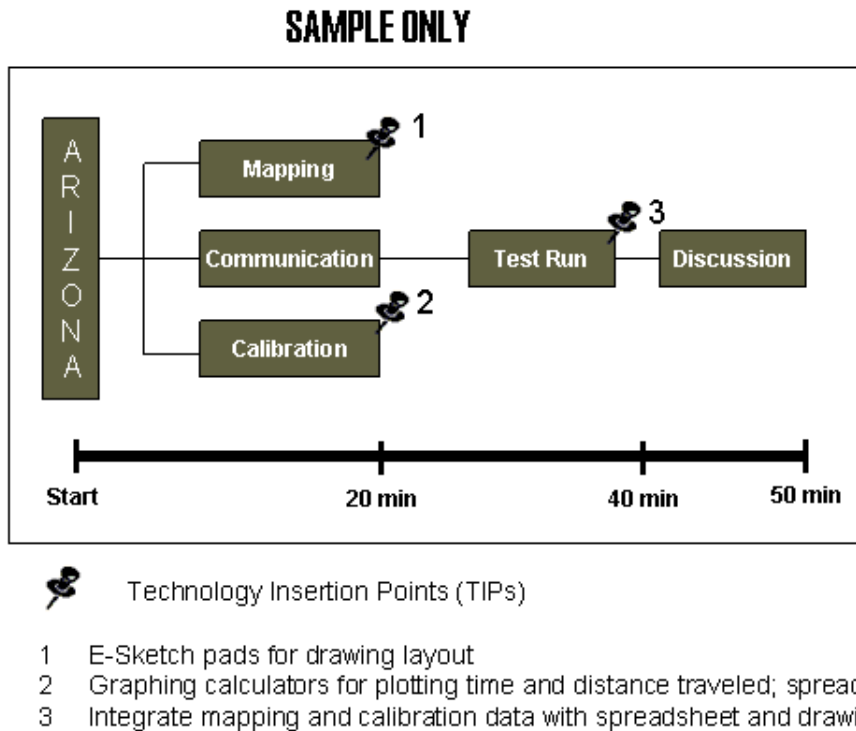 SAMPLE ONLY
ARIZONA
Mapping
1
Communication
Test Run
3
Discussion
Calibration
2
Start
20 min
40 min
50 min
Technology Insertion Points (TIPs)
1 E-Sketch pads for drawing layout
2 Graphing calculators for plotting time and distance traveled;
3 Integrate mapping and calibration data with spreadsheet and